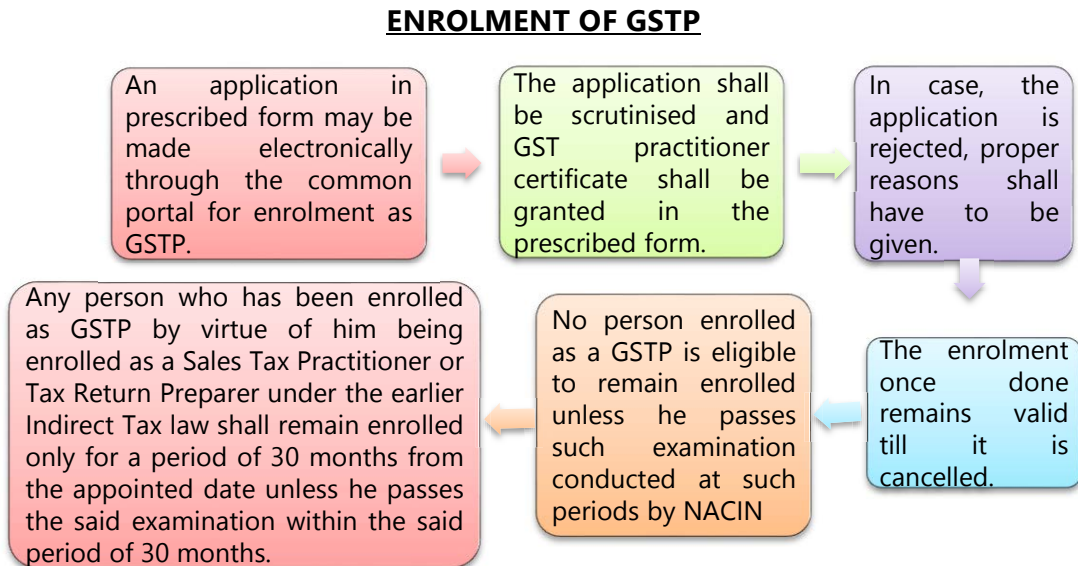 ENROLMENT OF GSTP
An application in
prescribed form may be
made electronically
through the common
portal for enrolment as
GSTP.
The application shall
be scrutinised and
GST practitioner
certificate shall be
granted in the
prescribed form.
In case, the
application is
rejected, proper
reasons shall
have to be
given.
The enrolment
once done
remains valid
till it is
cancelled.
No person enrolled
as a GSTP is eligible
to remain enrolled
unless he passes
such examination
conducted at such
periods by NACIN
Any person who has been enrolled
as GSTP by virtue of him being
enrolled as a Sales Tax Practitioner or
Tax Return Preparer under the earlier
Indirect Tax law shall remain enrolled
only for a period of 30 months from
the appointed date unless he passes
the said examination within the said
period of 30 months.